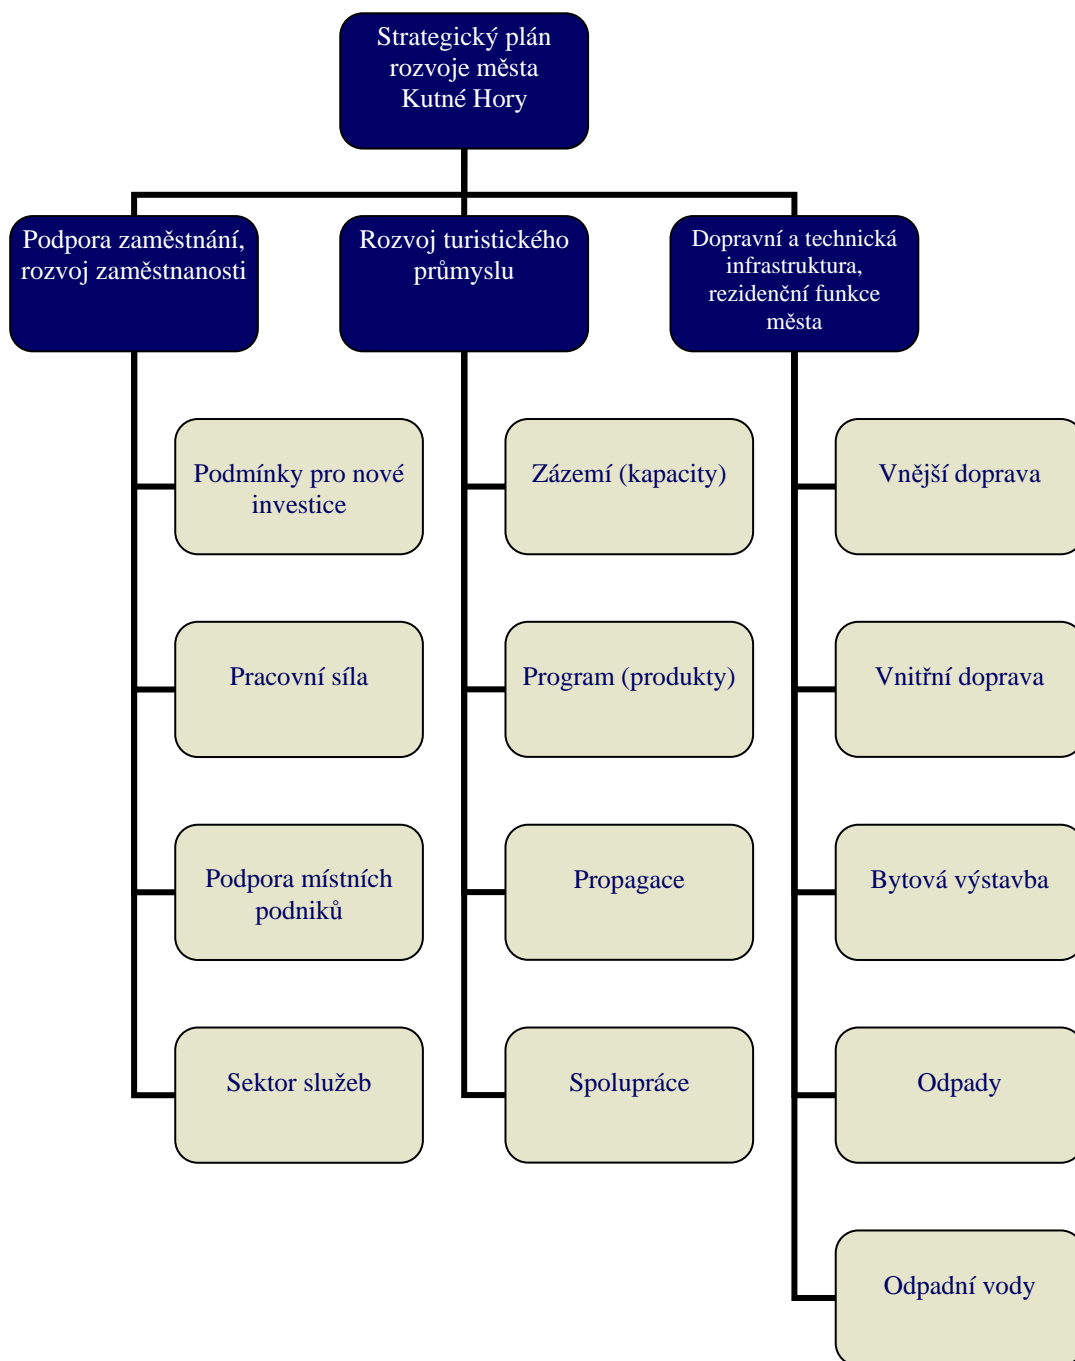 Strategický plán
rozvoje města
Kutné Hory
Podpora zaměstnání,
rozvoj zaměstnanosti
Rozvoj turistického
průmyslu
Dopravní a technická
infrastruktura,
rezidenční funkce
města
Podmínky pro nové
investice
Pracovní síla
Podpora místních
podniků
Sektor služeb
Zázemí (kapacity)
Program (produkty)
Propagace
Spolupráce
Vnější doprava
Vnitřní doprava
Bytová výstavba
Odpady
Odpadní vody